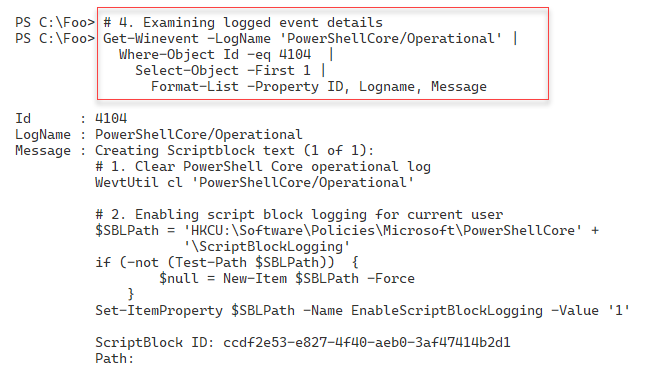 PS C:\Foo> # 4. Examining logged event details
PS C:\Foo> Get-Winevent -LogName 'PowerShellCore/Operational' |
Where-Object Id -eq 4104 |
Select-Object -First 1 |
Format-List -Property ID, Logname, Message
Id : 4104
LogName : PowerShellCore/Operational
Message : Creating Scriptblock text (1 of 1):
# 1. Clear PowerShell Core operational log
WevtUtil cl 'PowerShellCore/Operational'
# 2. Enabling script block logging for current user
$SBLPath = 'HKCU:\Software\Policies\Microsoft\PowerShellCore' +
'\ScriptBlockLogging'
if (-not (Test-Path $SBLPath)) {
$null = New-Item $SBLPath -Force
}
Set-ItemProperty $SBLPath -Name EnableScriptBlockLogging -Value '1'
ScriptBlock ID: ccdf2e53-e827-4f40-aeb0-3af47414b2d1
Path: